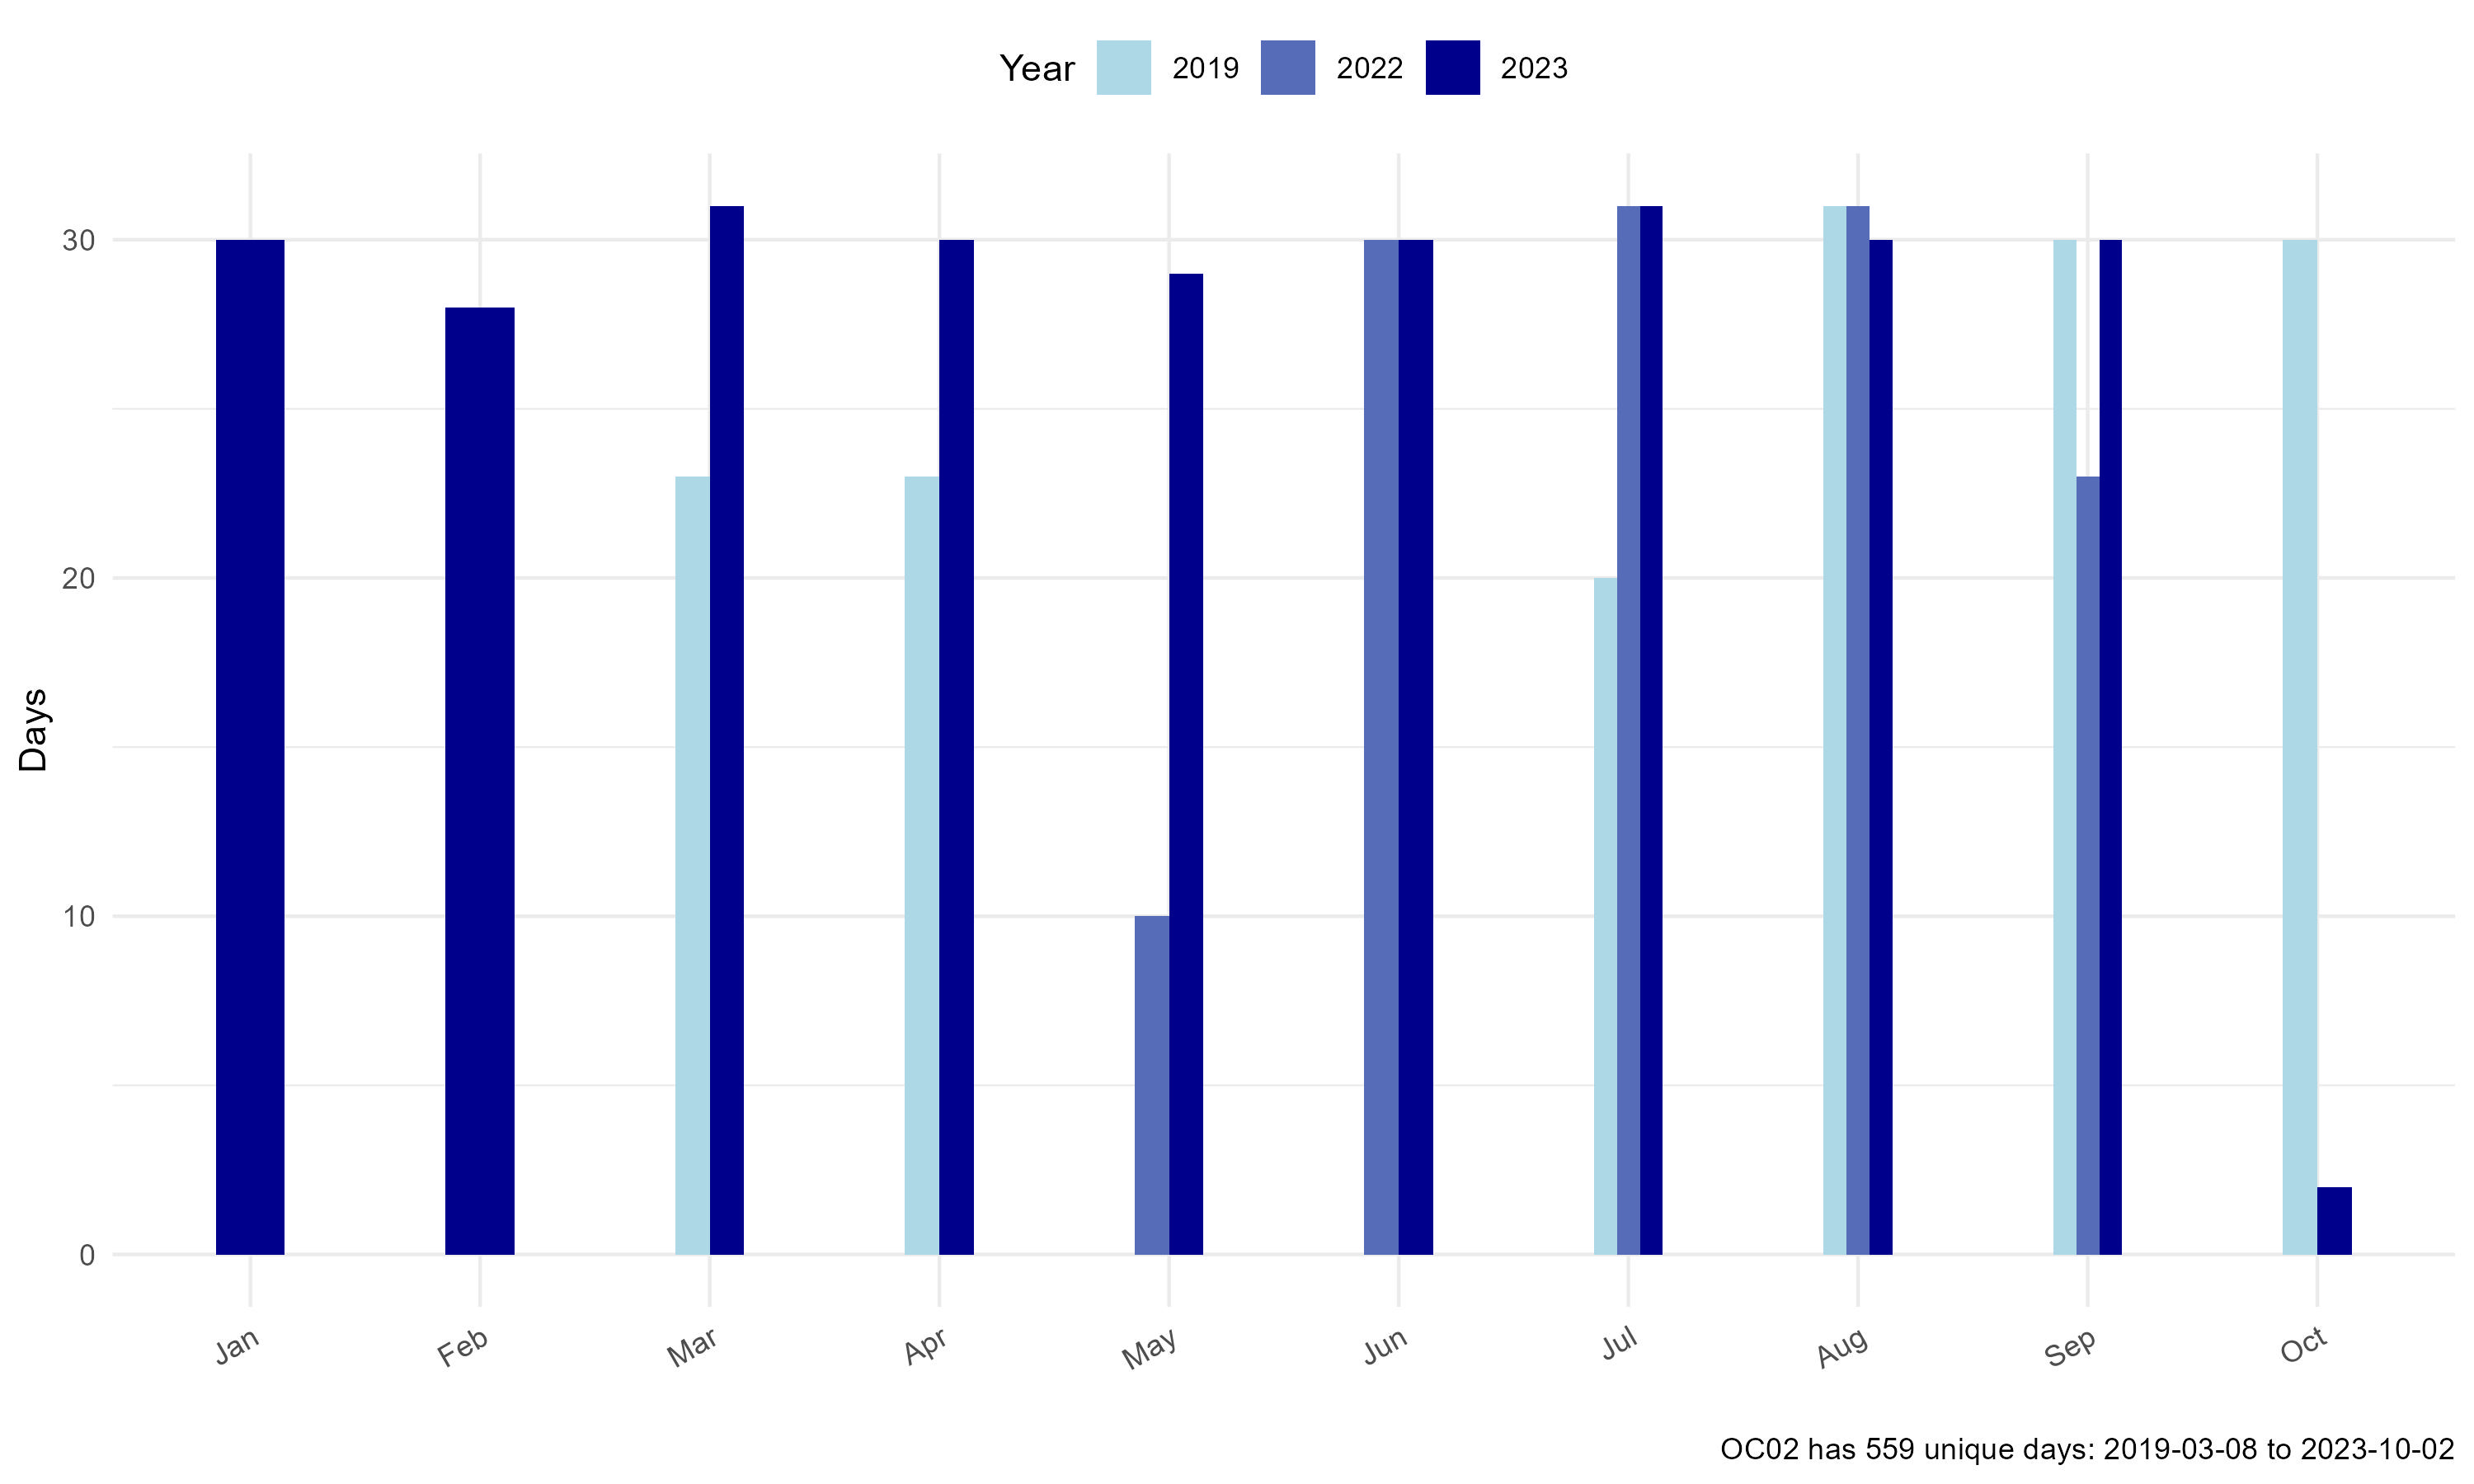 Year 2019 2022 2023
30
20
10
0
Days
Jan Feb Mar Apr May Jun Jul Aug Sep Oct
OC02 has 559 unique days: 2019-03-08 to 2023-10-02